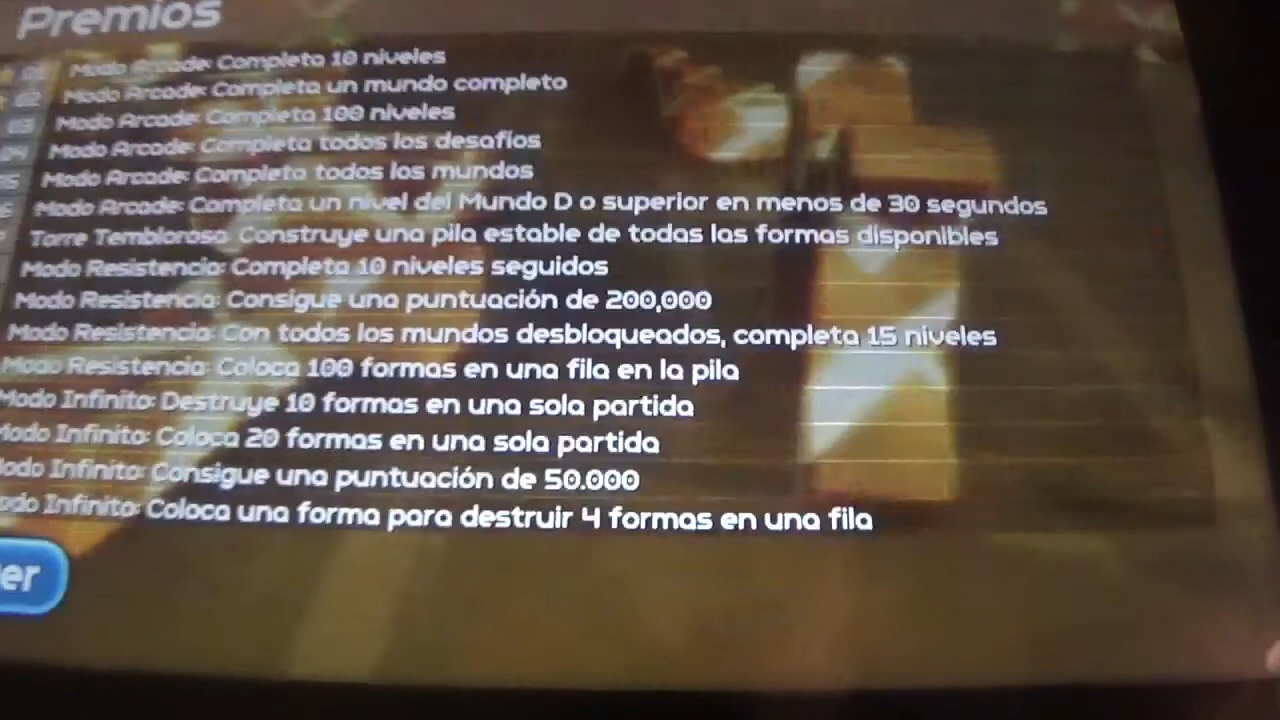 Premios
01 Modo Arcade: Completa 10 niveles
02 Modo Arcade: Completa un mundo completo
03 Modo Arcade: Completa 100 niveles
Modo Arcade: Completa todos los desafíos
Modo Arcade: Completa todos los mundos
Modo Arcade: Completa un nivel del Mundo D o superior en menos de 30 segundos
Torre Temblorosa: Construye una pila estable de todas las formas disponibles
Modo Resistencia: Completa 10 niveles seguidos
Modo Resistencia: Consigue una puntuación de 200,000
Modo Resistencia: Con todos los mundos desbloqueados, completa 15 niveles
Modo Resistencia: Coloca 100 formas en una fila en la pila
Modo Infinito: Destruye 10 formas en una sola partida
Modo Infinito: Coloca 20 formas en una sola partida
Modo Infinito: Consigue una puntuación de 50.000
odo Infinito: Coloca una forma para destruir 4 formas en una fila
er